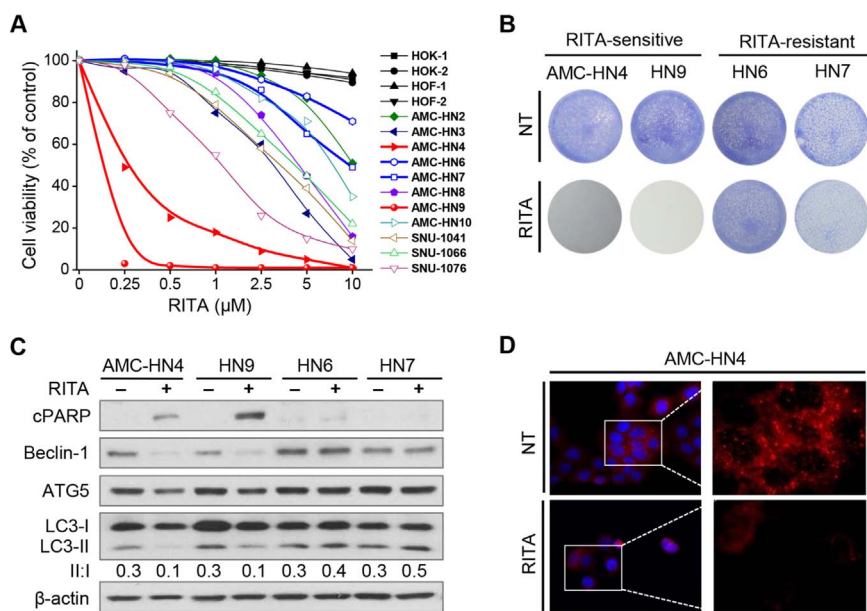 A
Cell viability (% of control)
100
80
60
40
20
0
0 0.25 0.5 1 2.5 5 10
RITA (μM)
HOK-1
HOK-2
HOF-1
HOF-2
AMC-HN2
AMC-HN3
AMC-HN4
AMC-HN6
AMC-HN7
AMC-HN8
AMC-HN9
AMC-HN10
SNU-1041
SNU-1066
SNU-1076
B
RITA-sensitive RITA-resistant
AMC-HN4 HN9 HN6 HN7
NT
RITA
C
AMC-HN4 HN9 HN6 HN7
RITA – + – + – + – +
cPARP
Beclin-1
ATG5
LC3-I
LC3-II
II:I 0.3 0.1 0.3 0.1 0.3 0.4 0.3 0.5
β-actin
D
AMC-HN4
NT
RITA